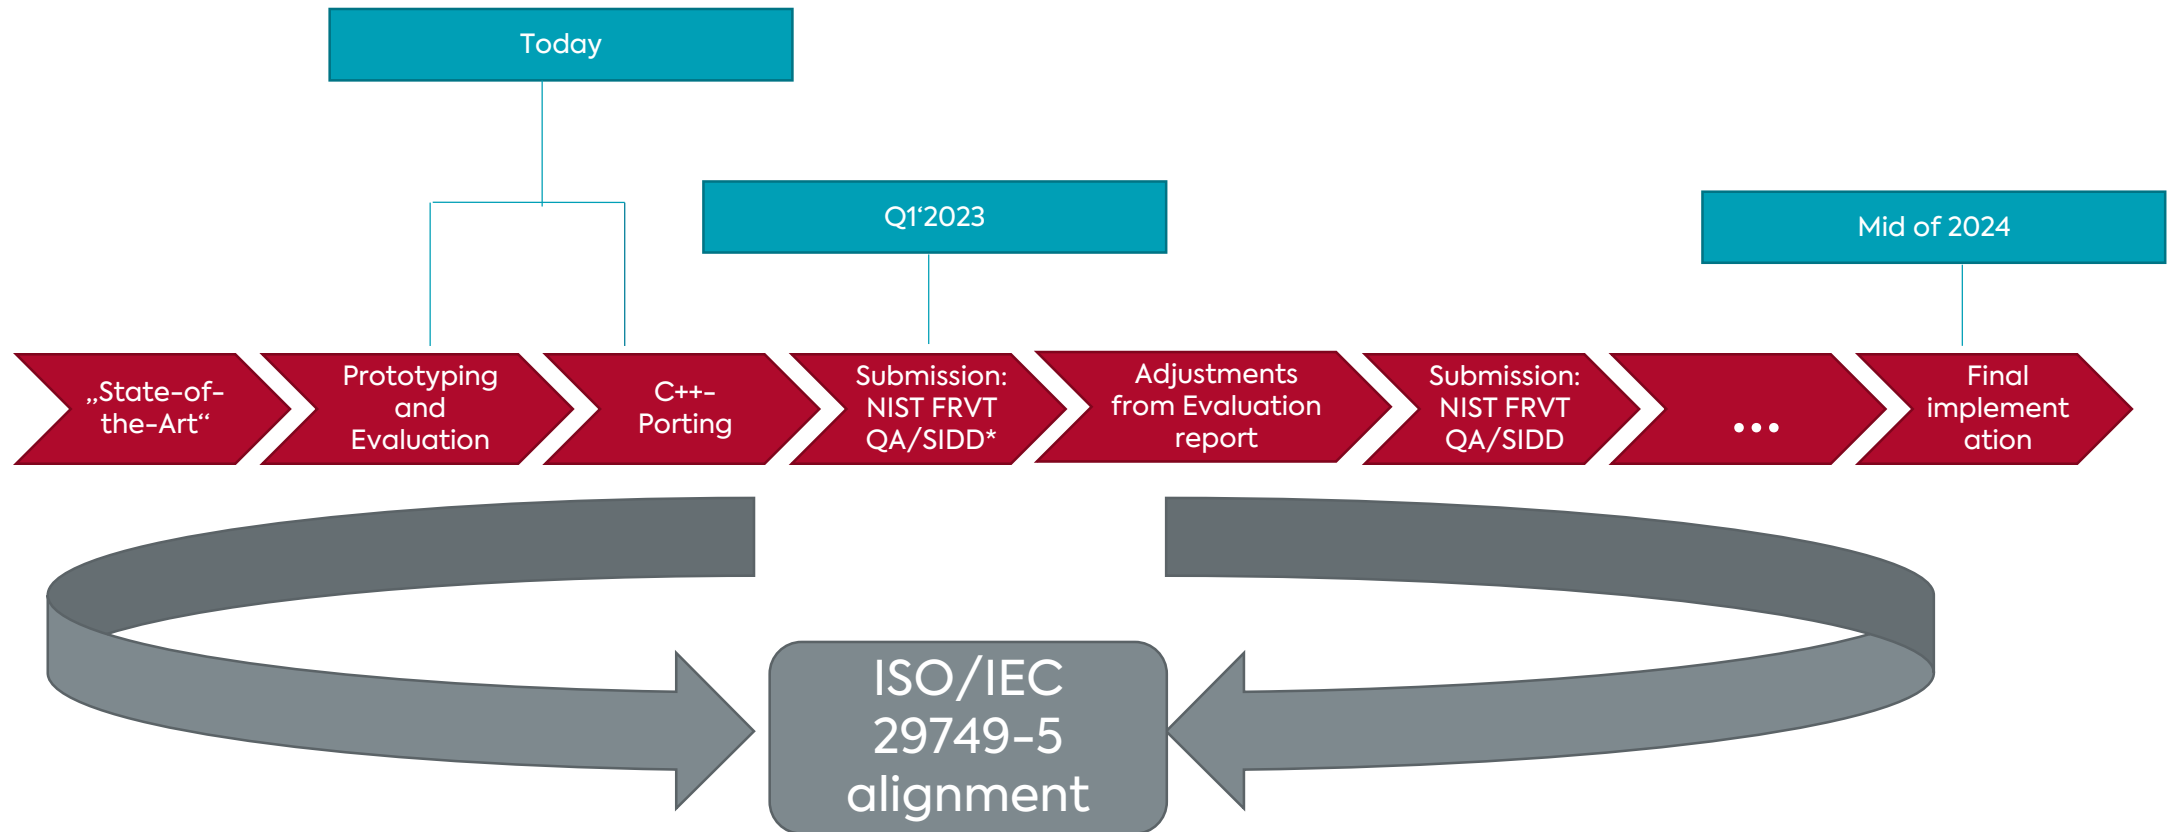 Today
Q1‘2023
Mid of 2024
„State-of-
the-Art“
Prototyping
and
Evaluation
C++-
Porting
Submission:
NIST FRVT
QA/SIDD*
Adjustments
from Evaluation
report
Submission:
NIST FRVT
QA/SIDD
...
Final
implement
ation
ISO/IEC
29749-5
alignment